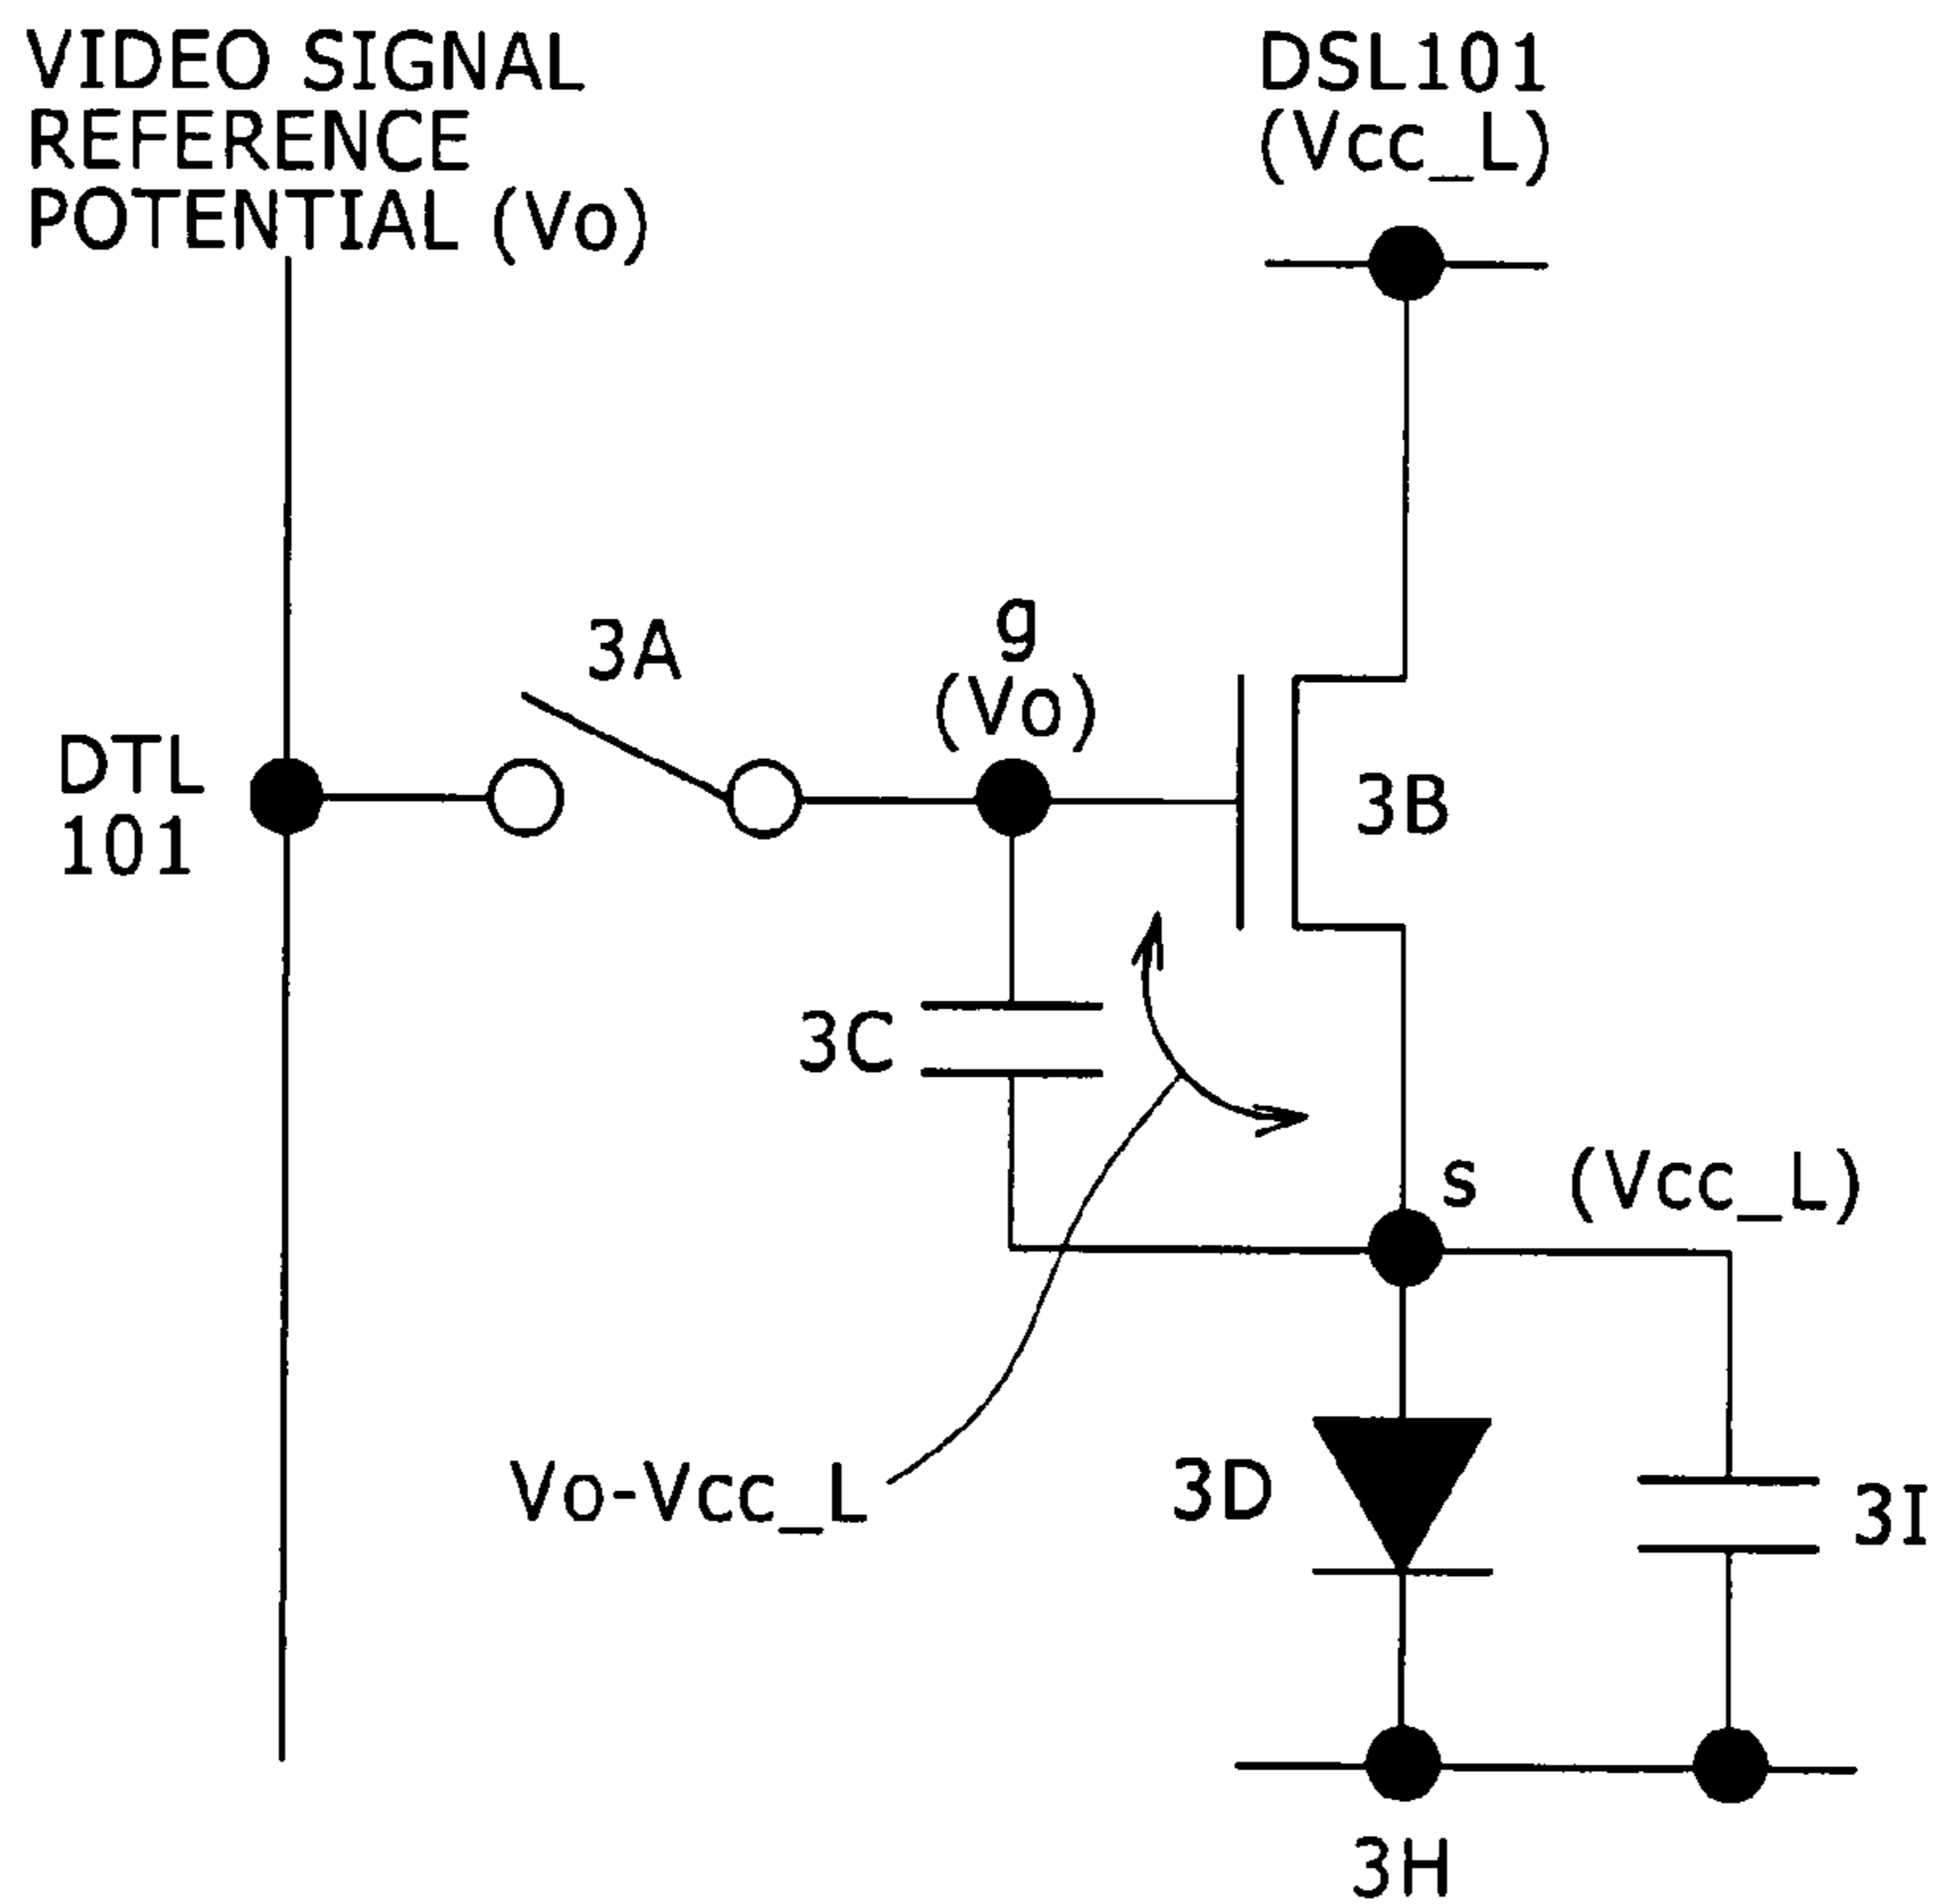 VIDEO SIGNAL
REFERENCE
POTENTIAL (Vo)
DSL101
(Vcc_L)
3A
g
(Vo)
DTL
101
3B
3C
s (Vcc_L)
Vo-Vcc_L
3D
3I
3H